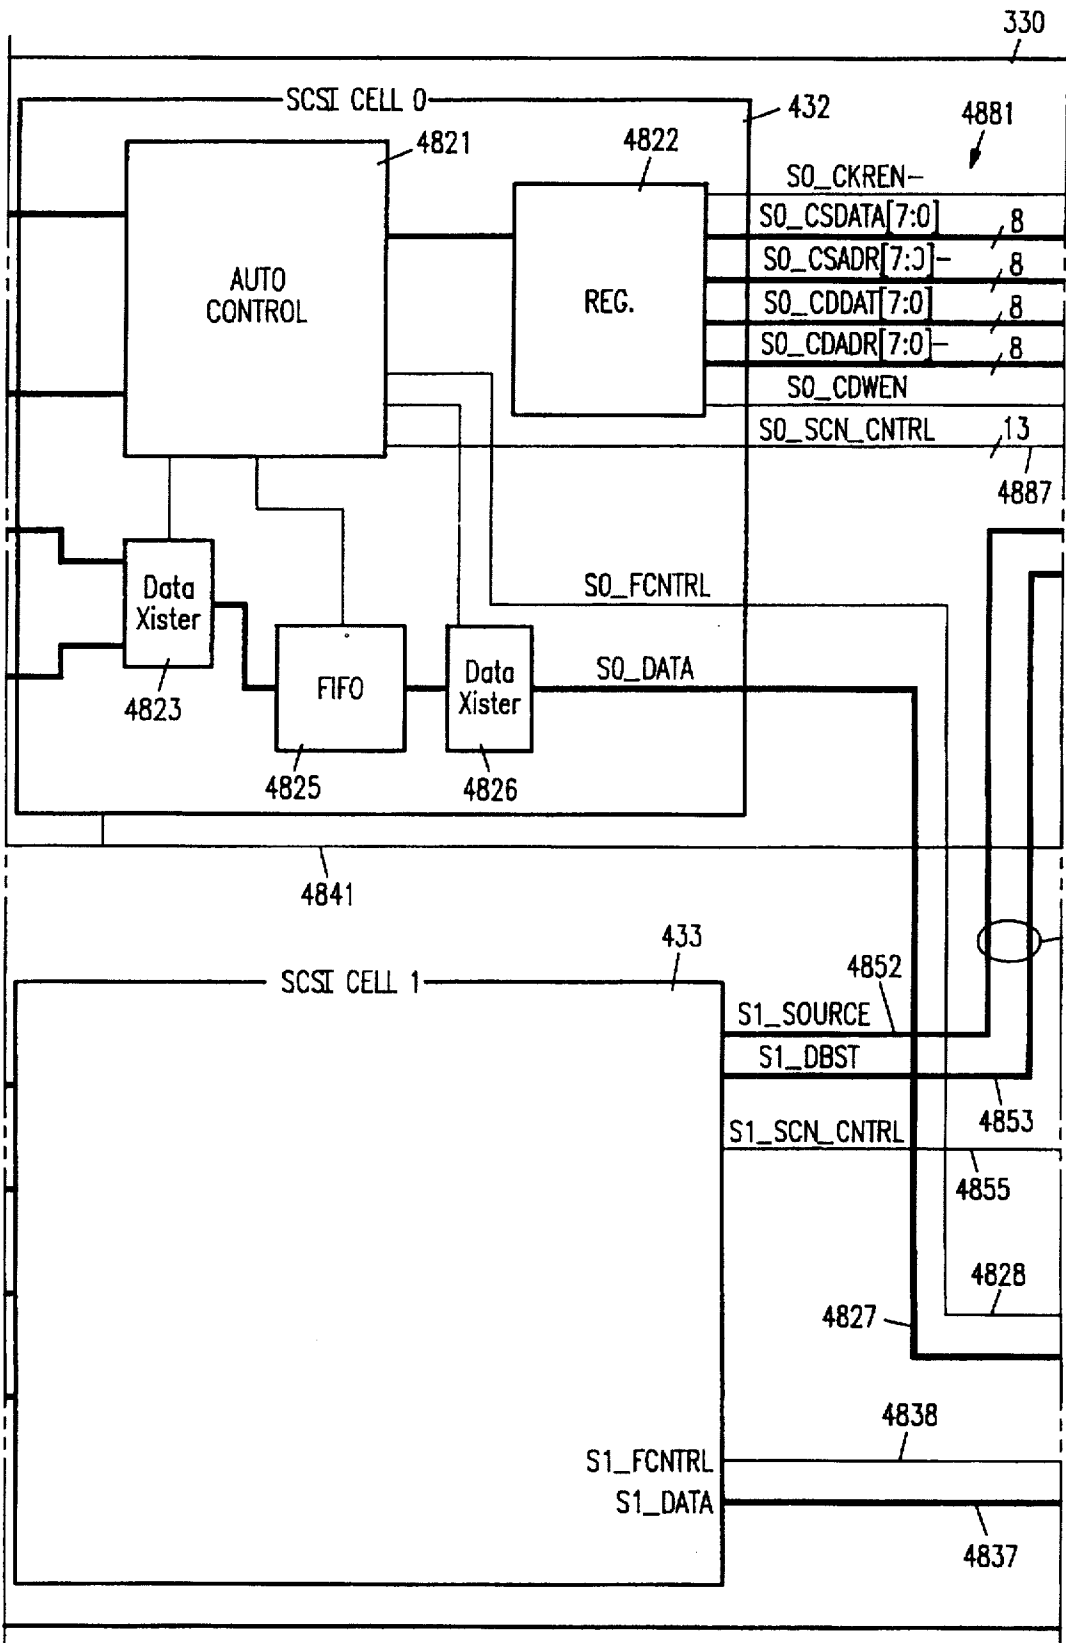 330
SCSI CELL 0
432
4881
4821
4822
S0_CKREN-
S0_CSDATA[7:0]
8
S0_CSADR[7:0]-
8
AUTO
CONTROL
REG.
S0_CDDAT[7:0]
8
S0_CDADR[7:0]-
8
S0_CDWEN
S0_SCN_CNTRL
13
4887
Data
Xister
S0_FCNTRL
4823
FIFO
Data
Xister
S0_DATA
4825
4826
4841
433
SCSI CELL 1
4852
S1_SOURCE
S1_DBST
4853
S1_SCN_CNTRL
4855
4828
4827
4838
S1_FCNTRL
S1_DATA
4837